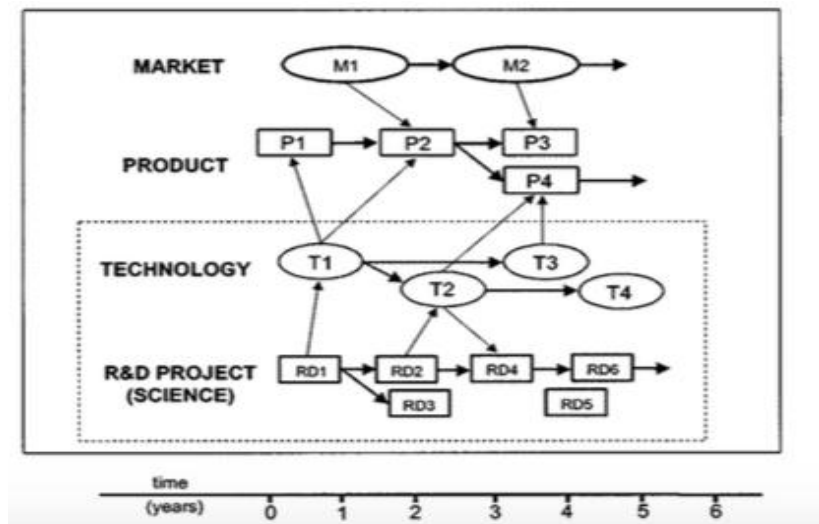 MARKET M1 M2
P1 P2 P3
PRODUCT P4
TECHNOLOGY T1 T3
T2 T4
R&D PROJECT RD1 RD2 RD4 RD6
(SCIENCE) RD3 RD5
time
(years) 0 1 2 3 4 5 6